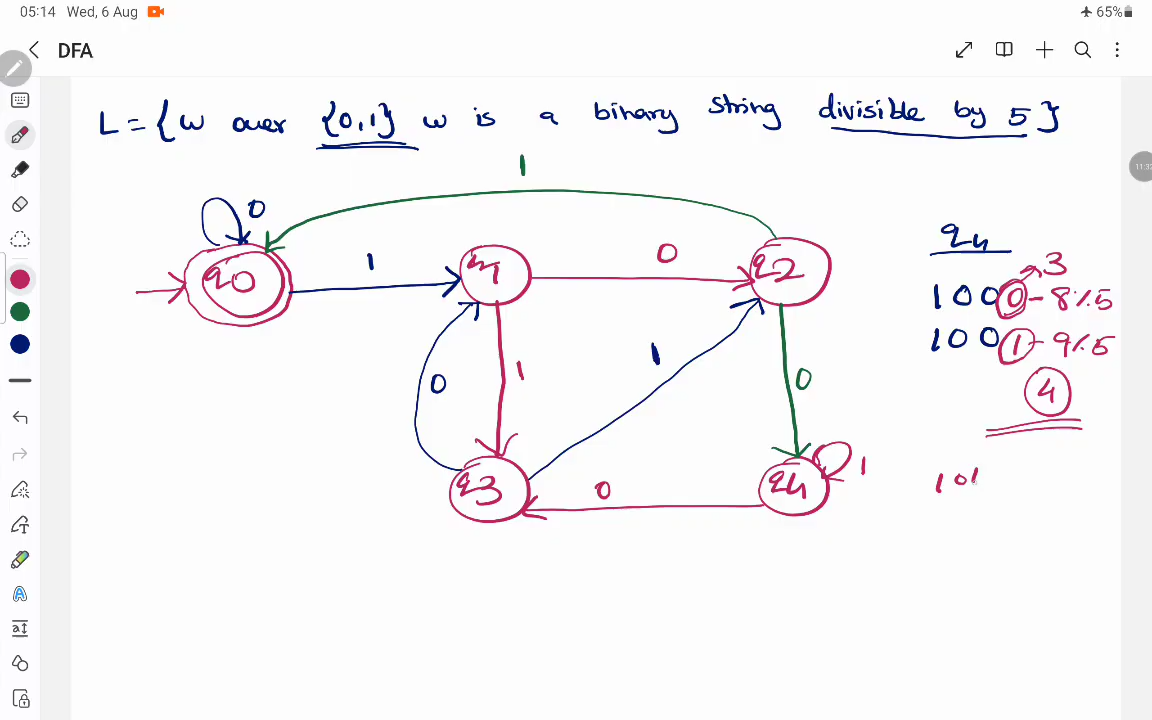 05:14 Wed, 6 Aug 65%
DFA
L = { w over {0,1} w is a binary string divisible by 5 }
1
0
1
0
q0
q1
q2
0
1
1
0
q3
q4
0
1
q4
3
1000 - 8%5
1001 - 9%5
4
101